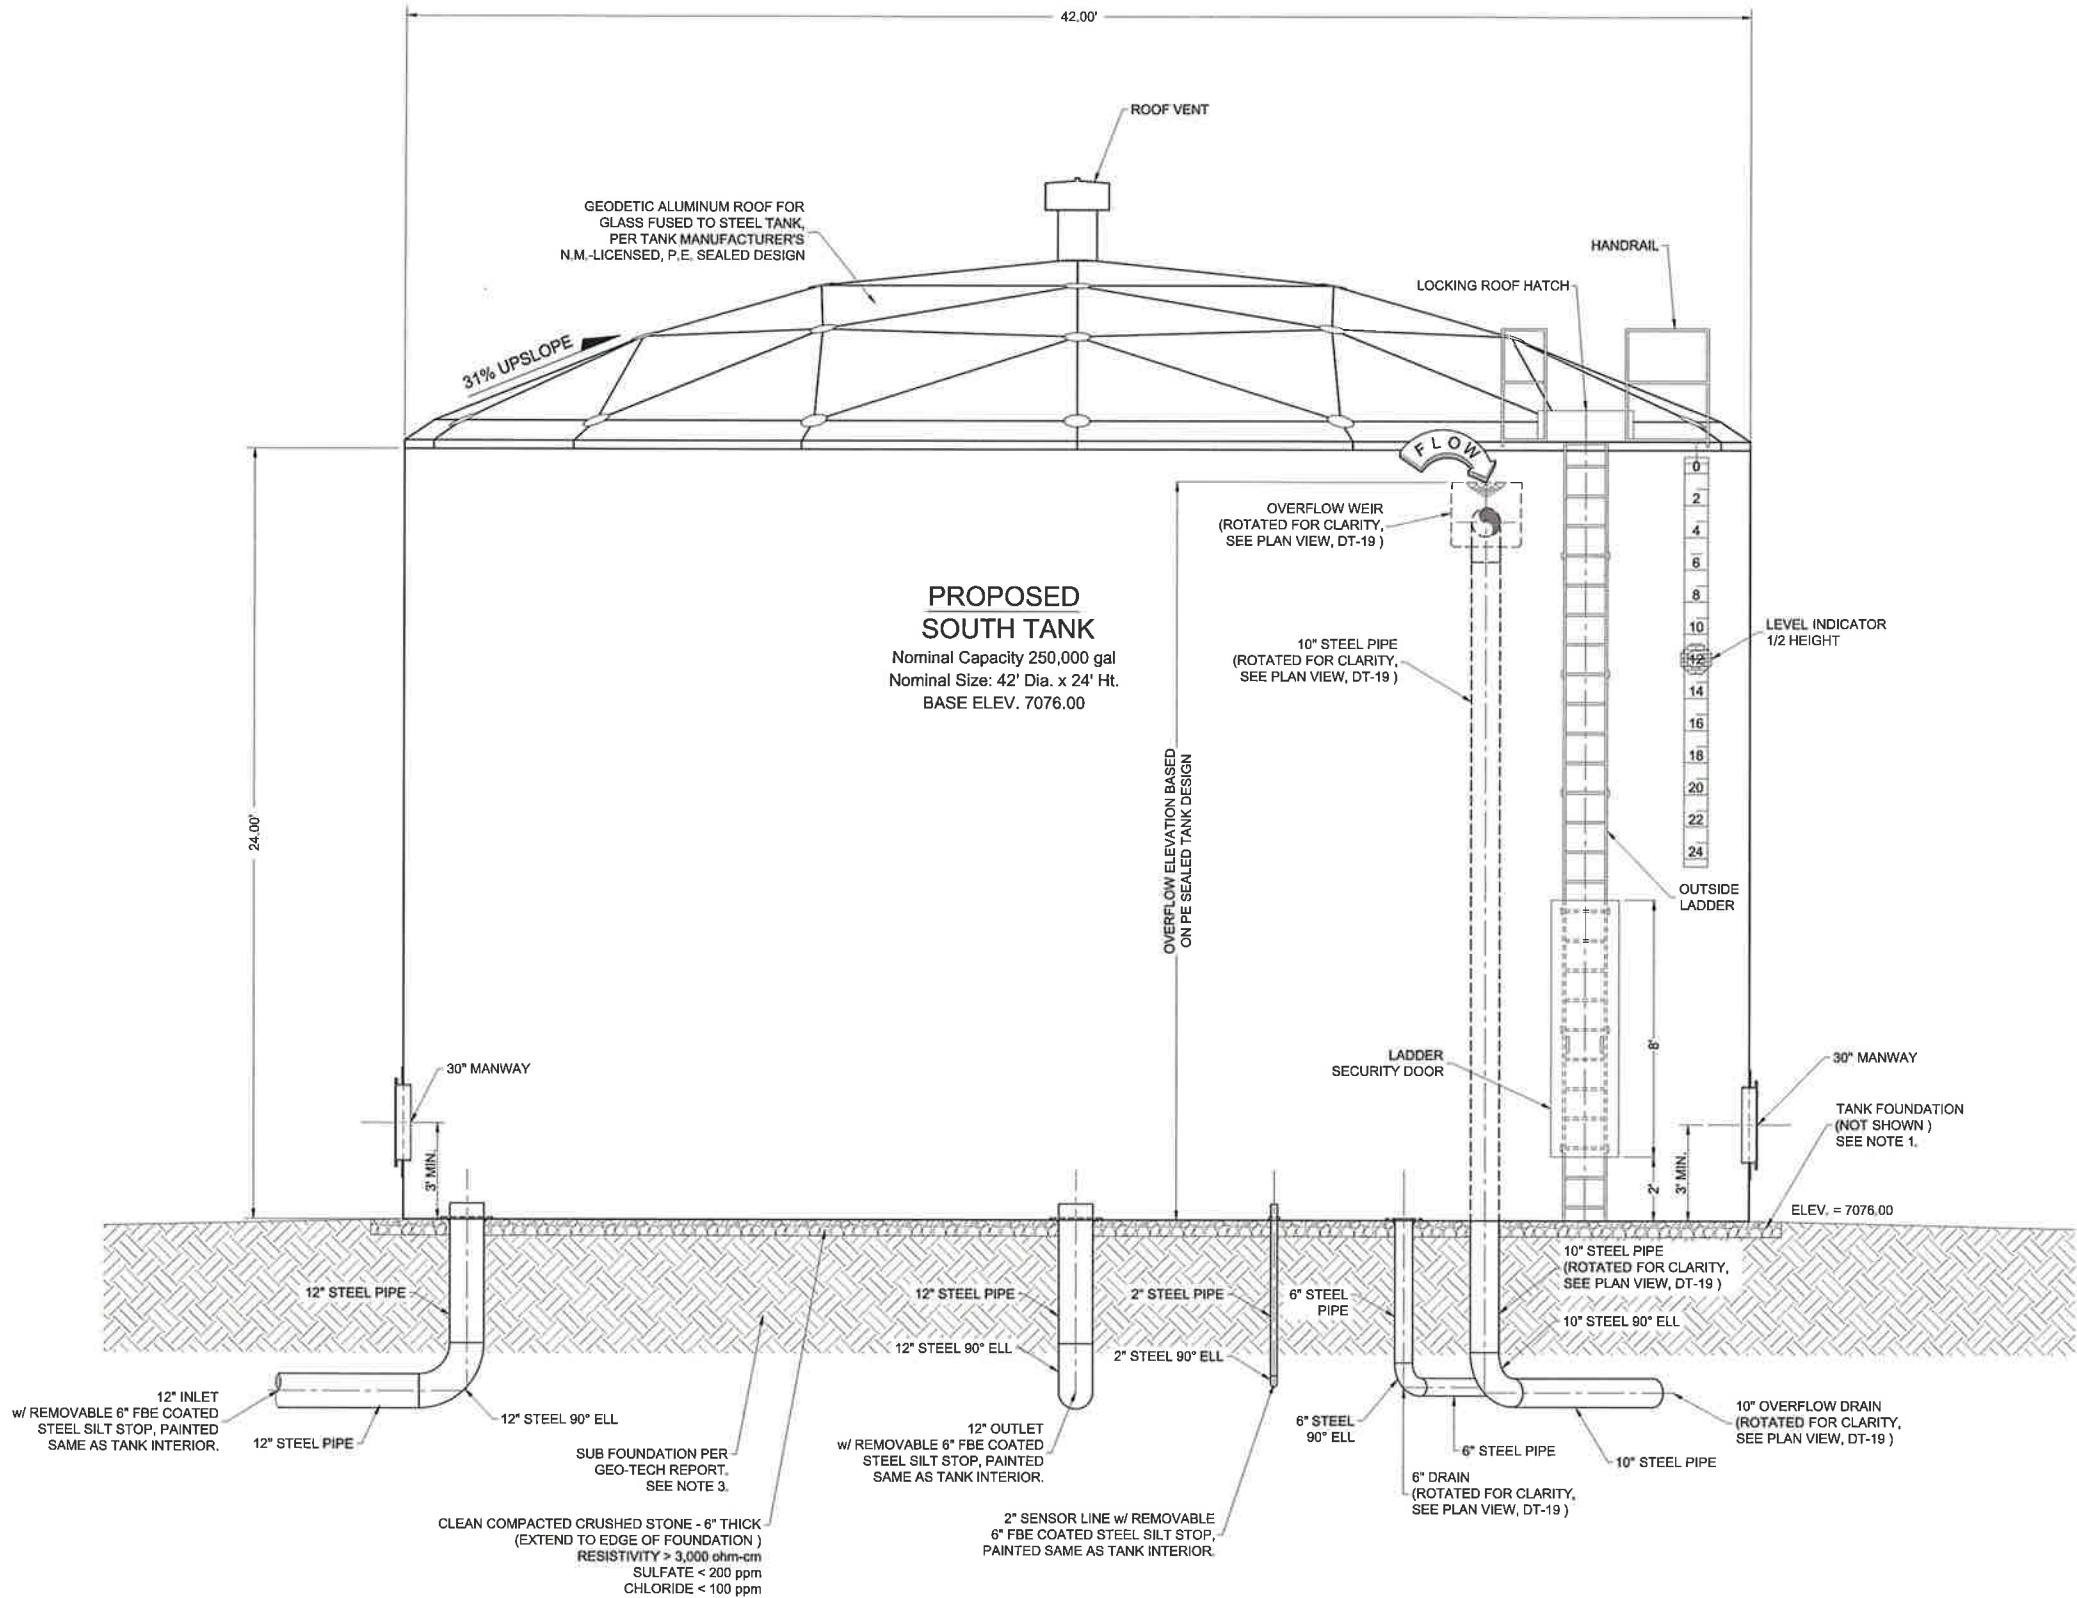 42.00'
ROOF VENT
GEODETIC ALUMINUM ROOF FOR
GLASS FUSED TO STEEL TANK,
PER TANK MANUFACTURER'S
N.M.-LICENSED, P.E. SEALED DESIGN
HANDRAIL
LOCKING ROOF HATCH
31% UPSLOPE
FLOW
OVERFLOW WEIR
(ROTATED FOR CLARITY,
SEE PLAN VIEW, DT-19 )
0
2
4
6
8
10
12
14
16
18
20
22
24
LEVEL INDICATOR
1/2 HEIGHT
PROPOSED
SOUTH TANK
Nominal Capacity 250,000 gal
Nominal Size: 42' Dia. x 24' Ht.
BASE ELEV. 7076.00
10" STEEL PIPE
(ROTATED FOR CLARITY,
SEE PLAN VIEW, DT-19 )
24.00'
OVERFLOW ELEVATION BASED
ON PE SEALED TANK DESIGN
OUTSIDE
LADDER
8'
LADDER
SECURITY DOOR
30" MANWAY
30" MANWAY
TANK FOUNDATION
(NOT SHOWN )
SEE NOTE 1.
3' MIN.
2'
3' MIN.
ELEV. = 7076.00
12" STEEL PIPE
12" STEEL PIPE
2" STEEL PIPE
6" STEEL
PIPE
10" STEEL PIPE
(ROTATED FOR CLARITY,
SEE PLAN VIEW, DT-19 )
10" STEEL 90° ELL
12" STEEL 90° ELL
2" STEEL 90° ELL
12" INLET
w/ REMOVABLE 6" FBE COATED
STEEL SILT STOP, PAINTED
SAME AS TANK INTERIOR.
12" STEEL PIPE
12" STEEL 90° ELL
SUB FOUNDATION PER
GEO-TECH REPORT.
SEE NOTE 3.
12" OUTLET
w/ REMOVABLE 6" FBE COATED
STEEL SILT STOP, PAINTED
SAME AS TANK INTERIOR.
6" STEEL
90° ELL
6" STEEL PIPE
10" STEEL PIPE
10" OVERFLOW DRAIN
(ROTATED FOR CLARITY,
SEE PLAN VIEW, DT-19 )
6" DRAIN
(ROTATED FOR CLARITY,
SEE PLAN VIEW, DT-19 )
CLEAN COMPACTED CRUSHED STONE - 6" THICK
(EXTEND TO EDGE OF FOUNDATION )
RESISTIVITY > 3,000 ohm-cm
SULFATE < 200 ppm
CHLORIDE < 100 ppm
2" SENSOR LINE w/ REMOVABLE
6" FBE COATED STEEL SILT STOP,
PAINTED SAME AS TANK INTERIOR.